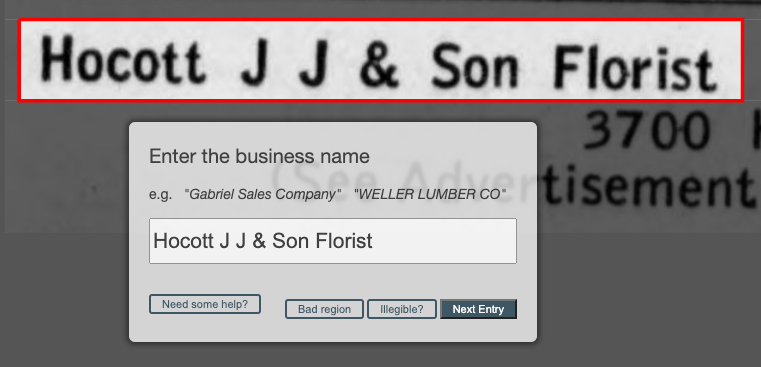 Hocott J J & Son Florist
3700
(See Advertisement
Enter the business name
e.g. "Gabriel Sales Company" "WELLER LUMBER CO"
Hocott J J & Son Florist
Need some help?
Bad region
Illegible?
Next Entry